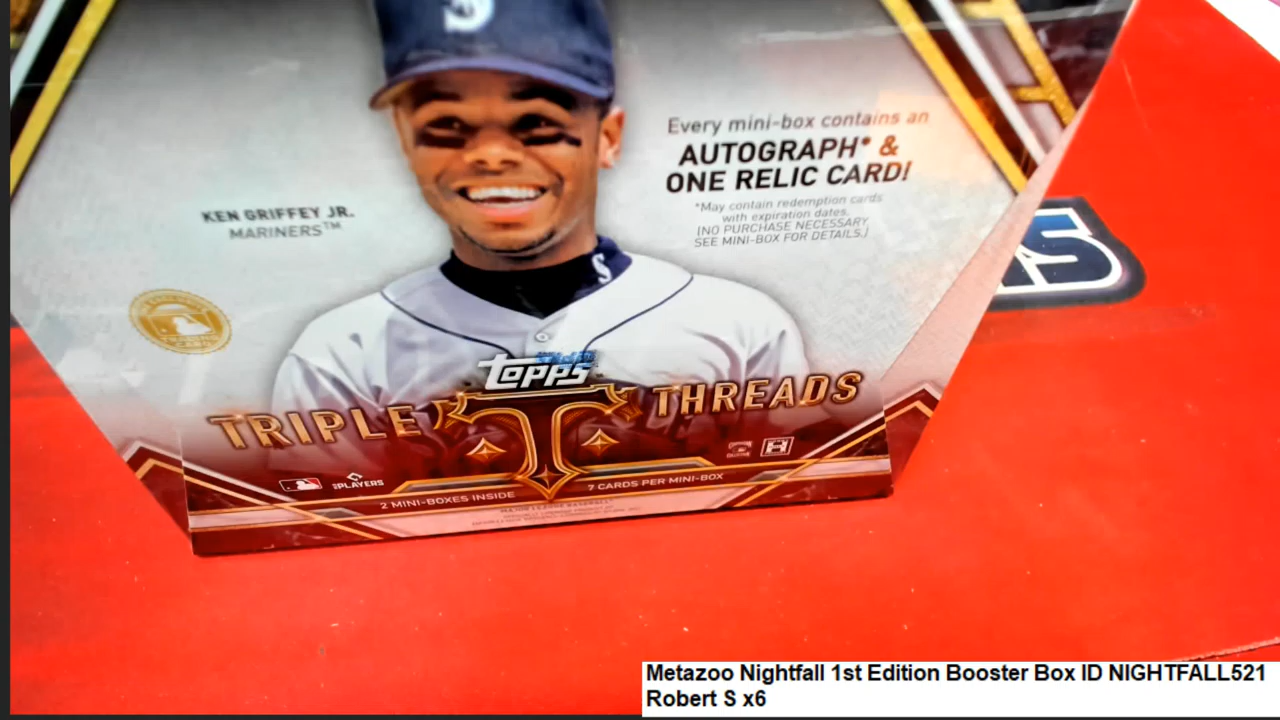 S
Every mini-box contains an
AUTOGRAPH* &
ONE RELIC CARD!
*May contain redemption cards
with expiration dates.
(NO PURCHASE NECESSARY
SEE MINI-BOX FOR DETAILS.)
KEN GRIFFEY JR.
MARINERS™
S
topps
TRIPLE T THREADS
PLAYERS
2 MINI-BOXES INSIDE
7 CARDS PER MINI-BOX
Metazoo Nightfall 1st Edition Booster Box ID NIGHTFALL521
Robert S x6